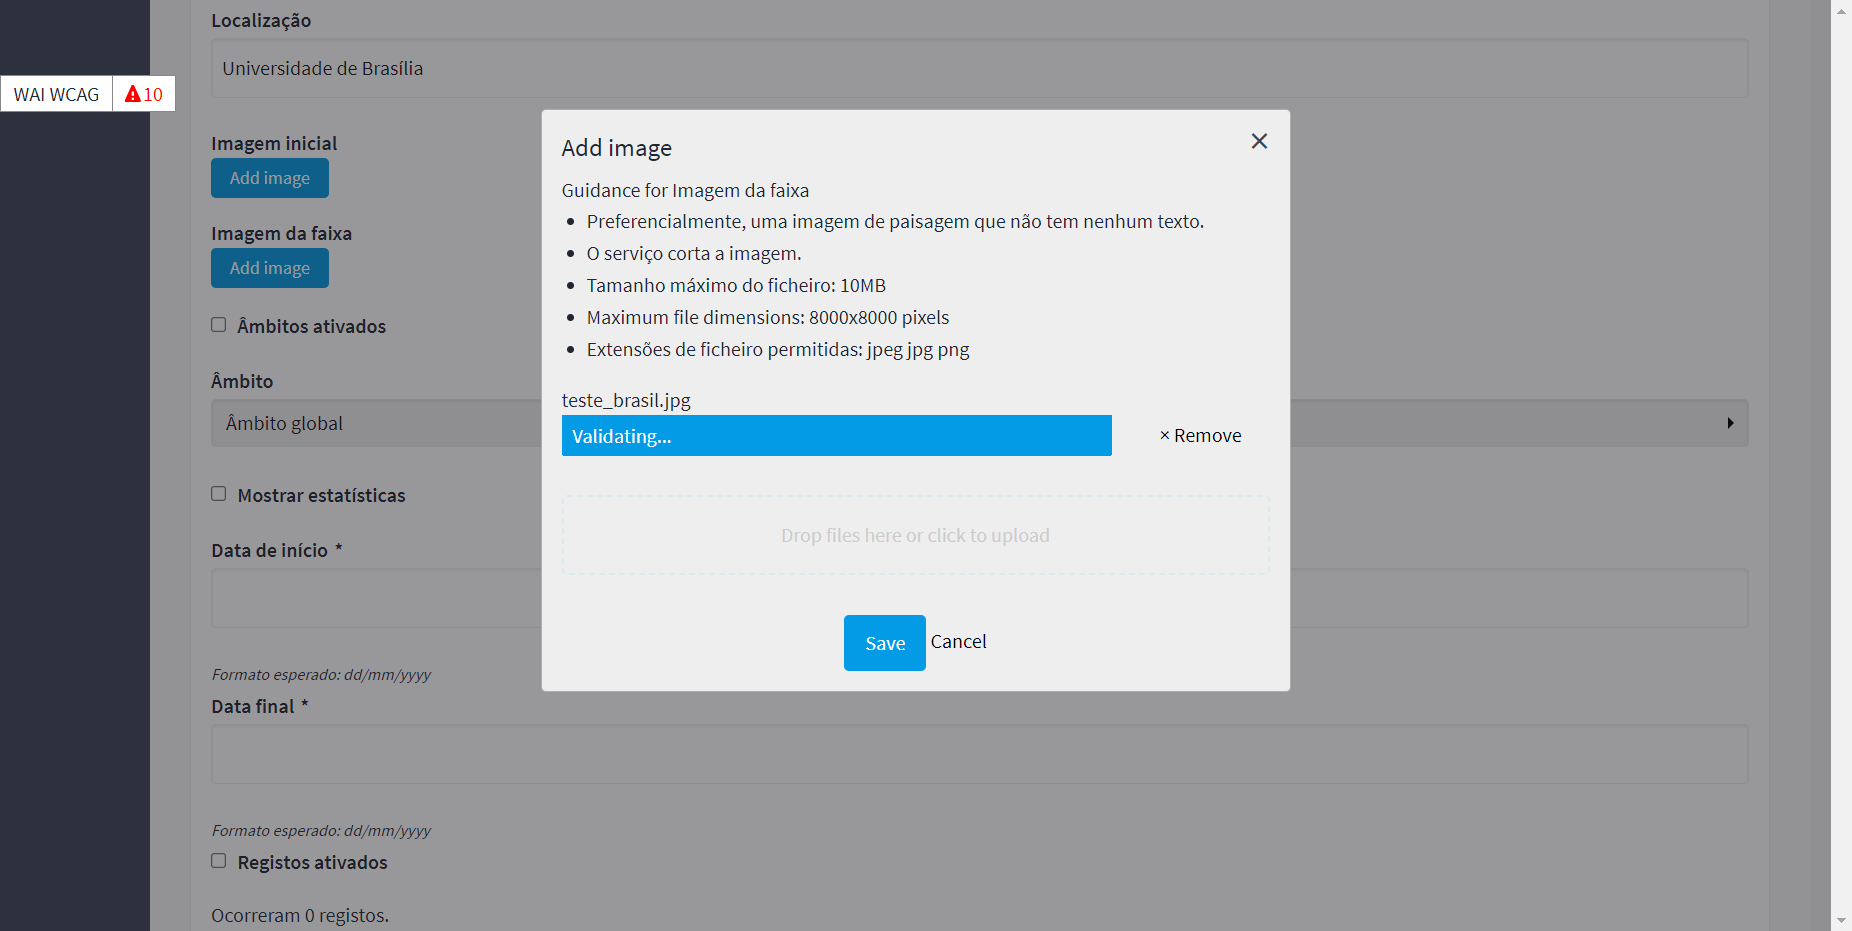 Localização
Universidade de Brasília
WAI WCAG 10
Imagem inicial
Add image
Imagem da faixa
Add image
Âmbitos ativados
Âmbito
Âmbito global
Mostrar estatísticas
Data de início *
Formato esperado: dd/mm/yyyy
Data final *
Formato esperado: dd/mm/yyyy
Registos ativados
Ocorreram 0 registos.
Add image
Guidance for Imagem da faixa
Preferencialmente, uma imagem de paisagem que não tem nenhum texto.
O serviço corta a imagem.
Tamanho máximo do ficheiro: 10MB
Maximum file dimensions: 8000x8000 pixels
Extensões de ficheiro permitidas: jpeg jpg png
teste_brasil.jpg
Validating...
× Remove
Drop files here or click to upload
Save Cancel